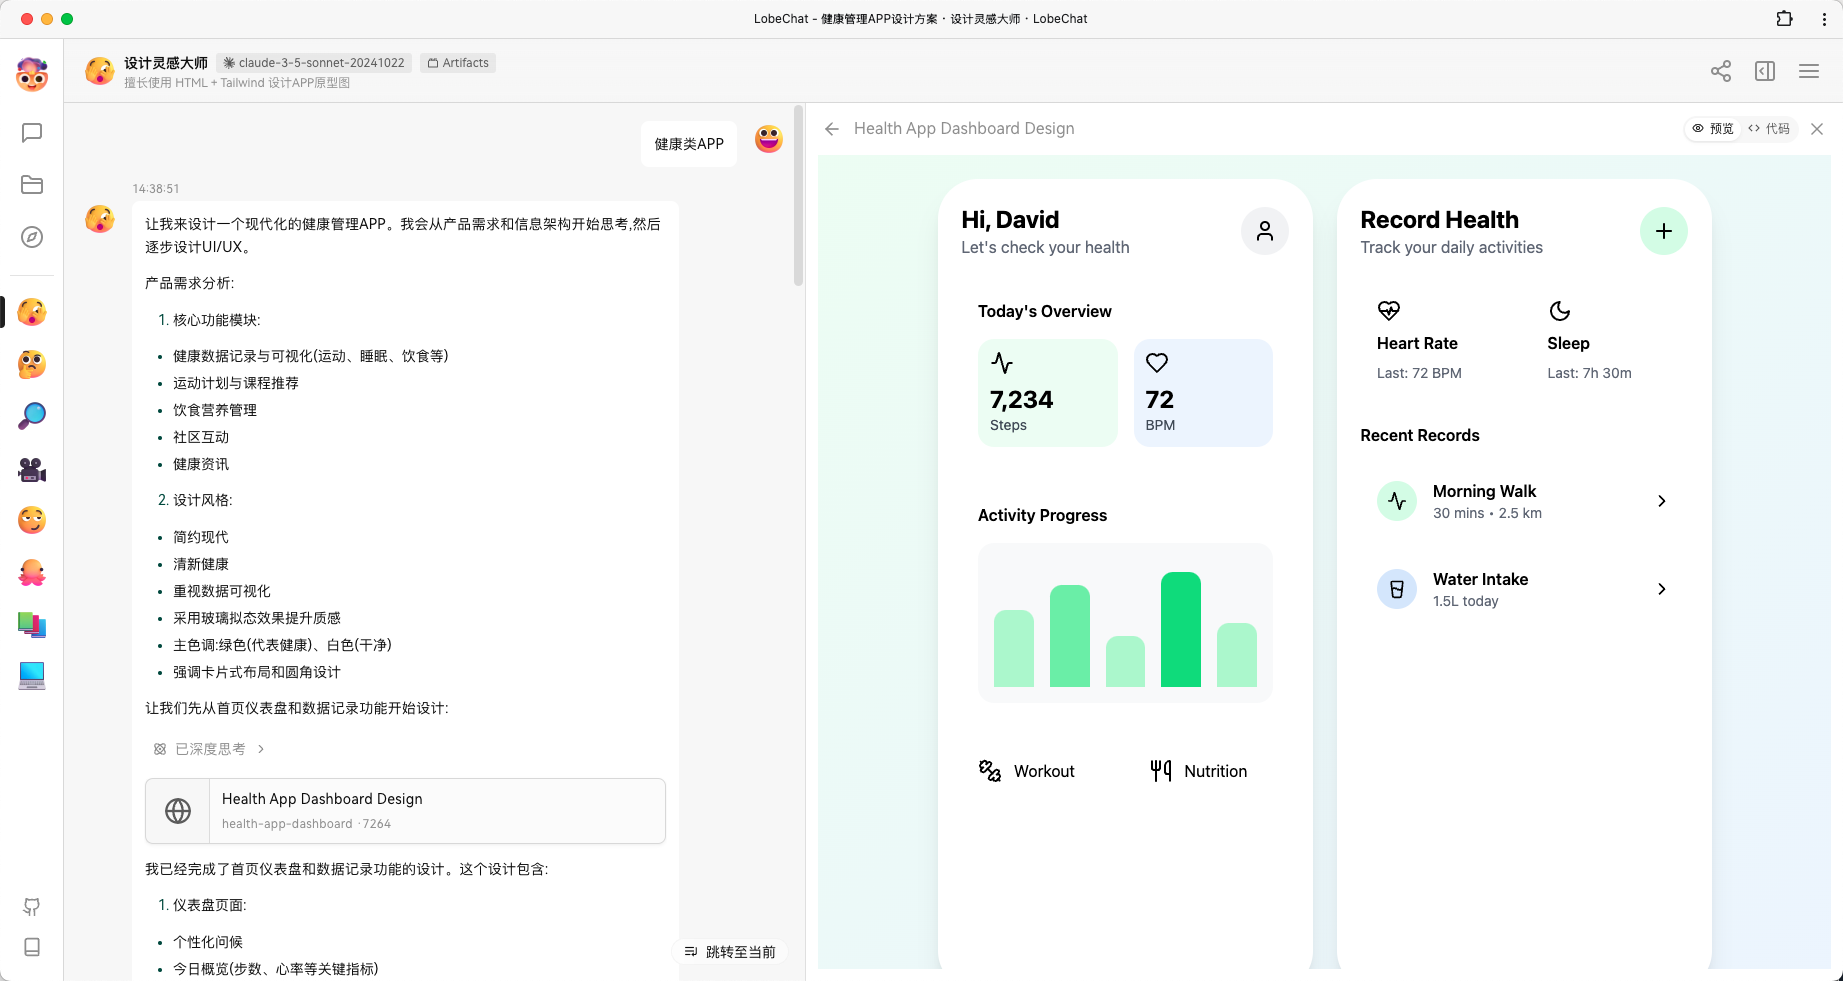 LobeChat - 健康管理APP设计方案 · 设计灵感大师 · LobeChat
设计灵感大师
claude-3-5-sonnet-20241022
Artifacts
擅长使用 HTML + Tailwind 设计APP原型图
健康类APP
14:38:51
让我来设计一个现代化的健康管理APP。我会从产品需求和信息架构开始思考,然后
逐步设计UI/UX。
产品需求分析:
1. 核心功能模块:
• 健康数据记录与可视化(运动、睡眠、饮食等)
• 运动计划与课程推荐
• 饮食营养管理
• 社区互动
• 健康资讯
2. 设计风格:
• 简约现代
• 清新健康
• 重视数据可视化
• 采用玻璃拟态效果提升质感
• 主色调:绿色(代表健康)、白色(干净)
• 强调卡片式布局和圆角设计
让我们先从首页仪表盘和数据记录功能开始设计:
已深度思考
Health App Dashboard Design
health-app-dashboard · 7264
我已经完成了首页仪表盘和数据记录功能的设计。这个设计包含:
1. 仪表盘页面:
• 个性化问候
• 今日概览(步数、心率等关键指标)
跳转至当前
Health App Dashboard Design
预览
代码
Hi, David
Let's check your health
Today's Overview
7,234
Steps
72
BPM
Activity Progress
Workout
Nutrition
Record Health
Track your daily activities
Heart Rate
Last: 72 BPM
Sleep
Last: 7h 30m
Recent Records
Morning Walk
30 mins • 2.5 km
Water Intake
1.5L today